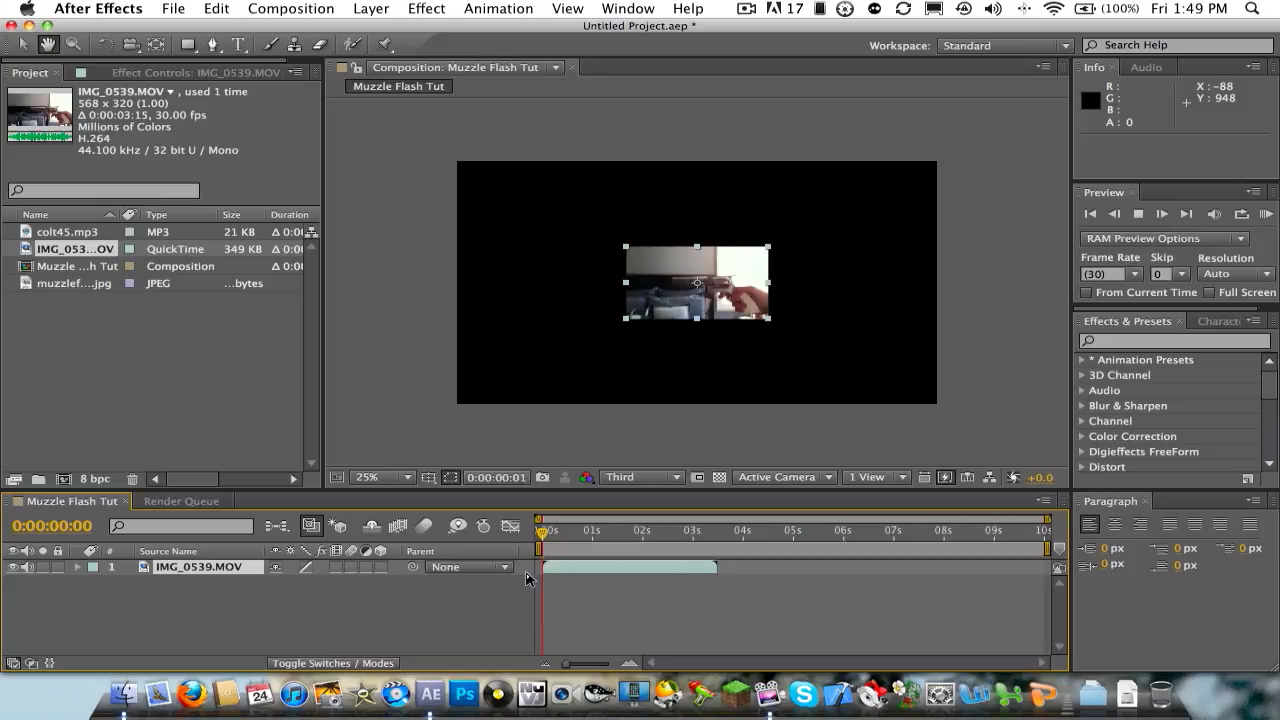 After Effects File Edit Composition Layer Effect Animation View Window Help 17 (100%) Fri 1:49 PM
Untitled Project.aep *
Workspace: Standard Search Help
Project Effect Controls: IMG_0539.MOV
IMG_0539.MOV , used 1 time
568 x 320 (1.00)
Δ 0:00:03:15, 30.00 fps
Millions of Colors
H.264
44.100 kHz / 32 bit U / Mono
Name Type Size Duration
colt45.mp3 MP3 21 KB Δ 0:0
IMG_053...OV QuickTime 349 KB Δ 0:0
Muzzle ...h Tut Composition Δ 0:0
muzzlef....jpg JPEG ...bytes
8 bpc
Composition: Muzzle Flash Tut
Muzzle Flash Tut
25% 0:00:00:01 Third Active Camera 1 View +0.0
Info Audio
R : X : -88
G : Y : 948
B :
A : 0
Preview
RAM Preview Options
Frame Rate Skip Resolution
(30) 0 Auto
From Current Time Full Screen
Effects & Presets Charact
* Animation Presets
3D Channel
Audio
Blur & Sharpen
Channel
Color Correction
Digieffects FreeForm
Distort
Muzzle Flash Tut Render Queue
0:00:00:00
01s 02s 03s 04s 05s 06s 07s 08s 09s
# Source Name Parent
1 IMG_0539.MOV None
Toggle Switches / Modes
Paragraph
0 px 0 px 0 px
0 px 0 px
24 AE Ps